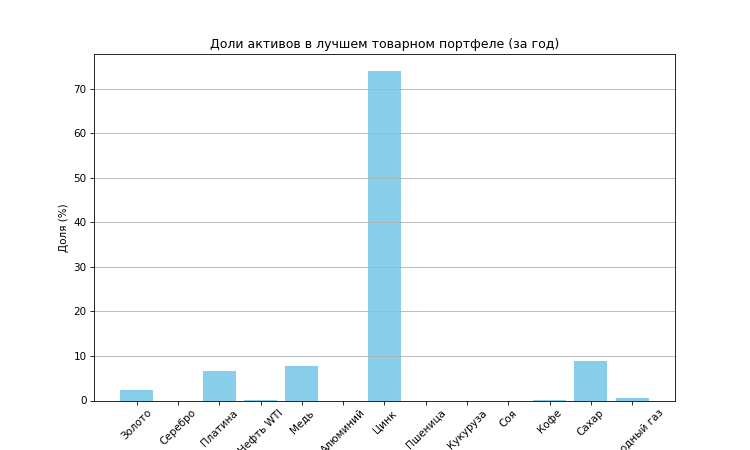 Доли активов в лучшем товарном портфеле (за год)
Доля (%)
70
60
50
40
30
20
10
0
Золото
Серебро
Платина
Нефть WTI
Медь
Алюминий
Цинк
Пшеница
Кукуруза
Соя
Кофе
Сахар
газ